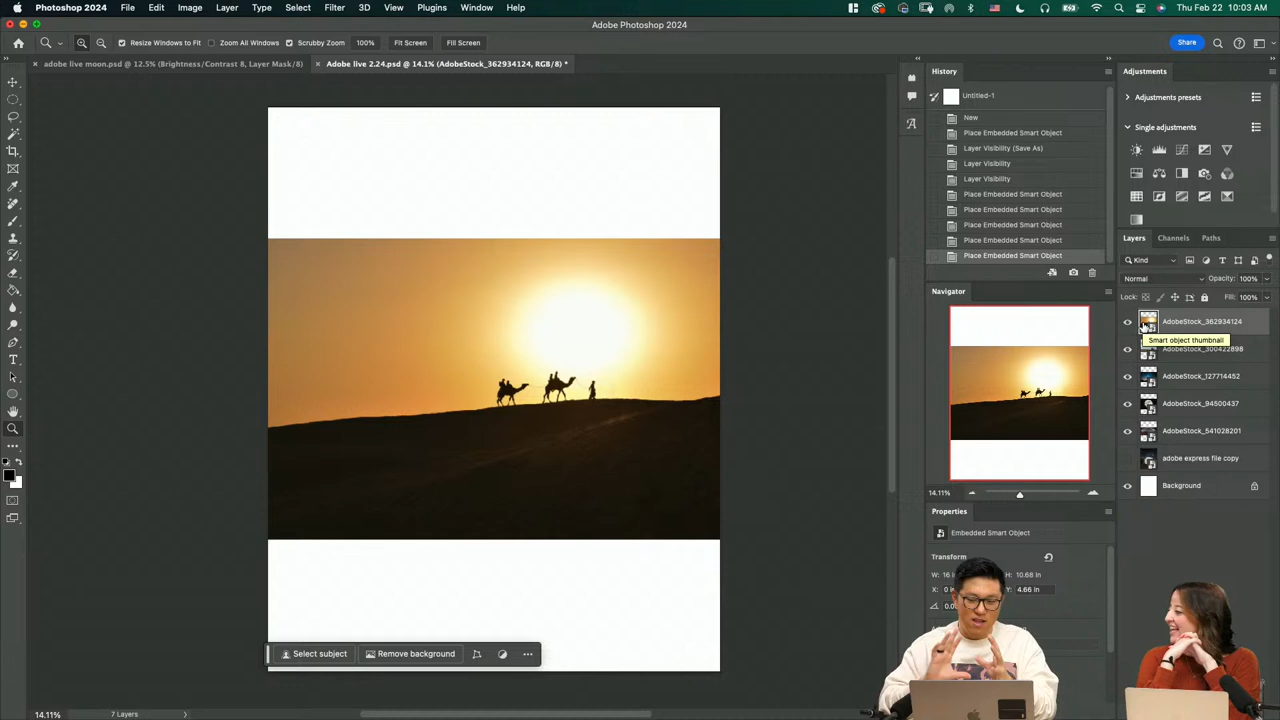 Photoshop 2024 File Edit Image Layer Type Select Filter 3D View Plugins Window Help Thu Feb 22 10:03 AM
Adobe Photoshop 2024
Resize Windows to Fit Zoom All Windows Scrubby Zoom 100% Fit Screen Fill Screen Share
adobe live moon.psd @ 12.5% (Brightness/Contrast 8, Layer Mask/8) Adobe live 2.24.psd @ 14.1% (AdobeStock_362934124, RGB/8) *
History
Untitled-1
New
Place Embedded Smart Object
Layer Visibility (Save As)
Layer Visibility
Layer Visibility
Place Embedded Smart Object
Place Embedded Smart Object
Place Embedded Smart Object
Place Embedded Smart Object
Place Embedded Smart Object
Navigator
14.11%
Properties
Embedded Smart Object
Transform
W: 16 in H: 10.68 in
X: 0 in Y: 4.66 in
Adjustments
Adjustments presets
Single adjustments
Layers Channels Paths
Kind
Normal Opacity: 100%
Lock: Fill: 100%
AdobeStock_362934124
Smart object thumbnail
AdobeStock_300422898
AdobeStock_127714452
AdobeStock_94500437
AdobeStock_541028201
adobe express file copy
Background
Select subject Remove background
14.11% 7 Layers